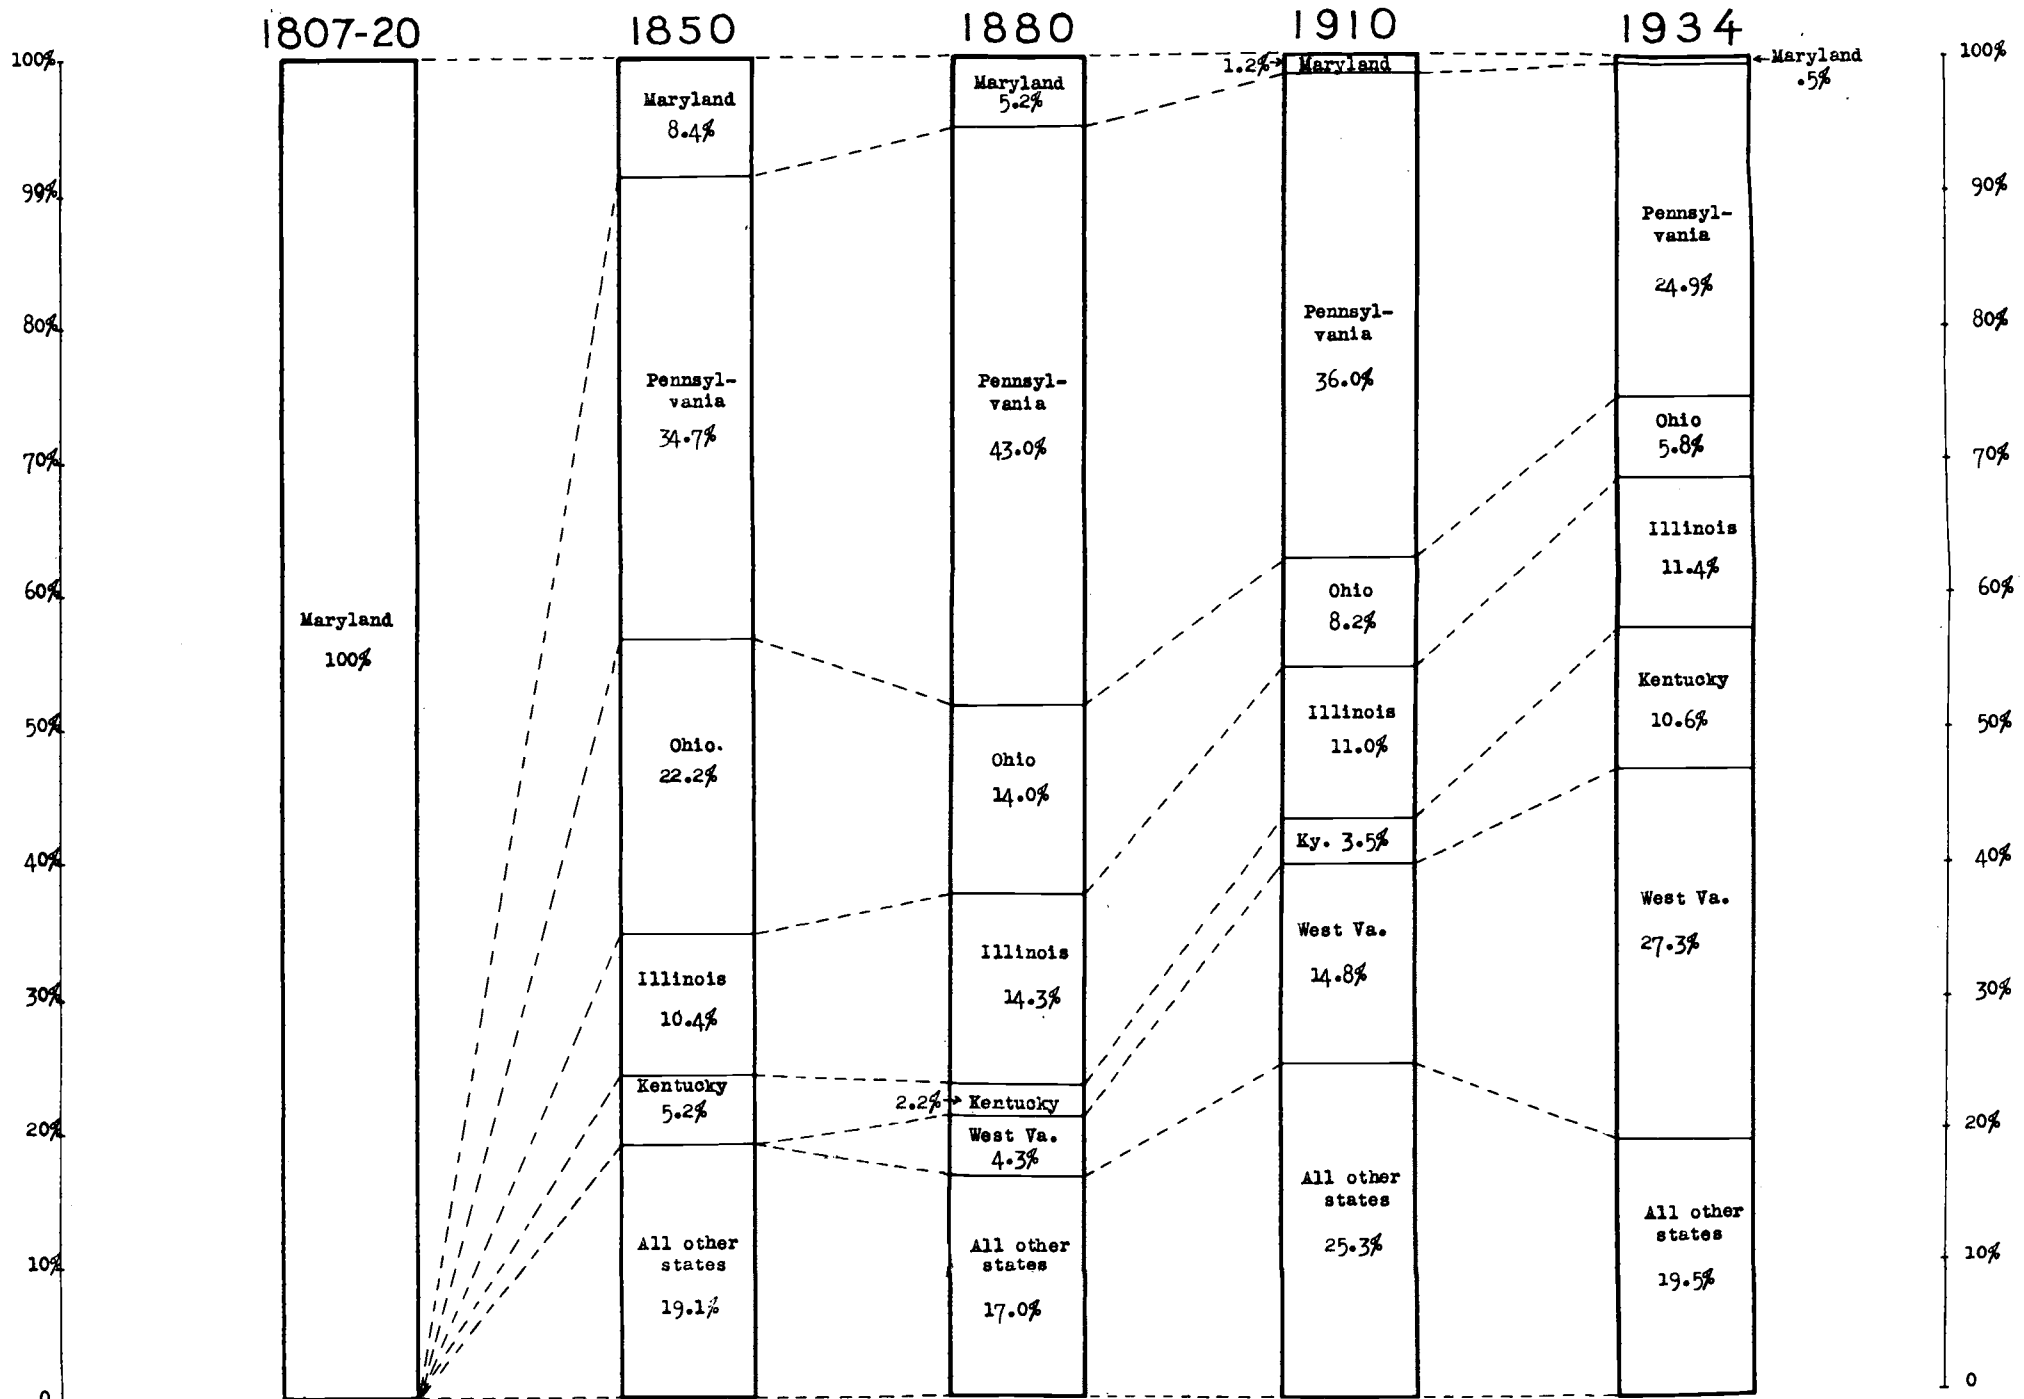 1807-20
1850
1880
1910
1934
100%
99%
80%
70%
60%
50%
40%
30%
20%
10%
0
Maryland
100%
Maryland
8.4%
Pennsyl-
vania
34.7%
Ohio.
22.2%
Illinois
10.4%
Kentucky
5.2%
All other
states
19.1%
Maryland
5.2%
Pennsyl-
vania
43.0%
Ohio
14.0%
Illinois
14.3%
2.2% → Kentucky
West Va.
4.3%
All other
states
17.0%
1.2% → Maryland
Pennsyl-
vania
36.0%
Ohio
8.2%
Illinois
11.0%
Ky. 3.5%
West Va.
14.8%
All other
states
25.3%
← Maryland
.5%
Pennsyl-
vania
24.9%
Ohio
5.8%
Illinois
11.4%
Kentucky
10.6%
West Va.
27.3%
All other
states
19.5%
100%
90%
80%
70%
60%
50%
40%
30%
20%
10%
0